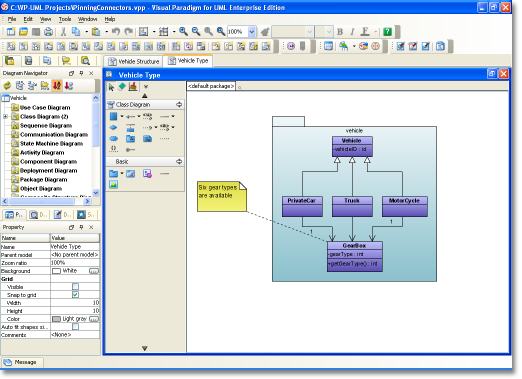 C:\VP-UML Projects\PinningConnectors.vpp - Visual Paradigm for UML Enterprise Edition
File Edit View Tools Window Help
100%
B I F
Vehicle Structure Vehicle Type
Diagram Navigator
Vehicle
Use Case Diagram
Class Diagram (2)
Sequence Diagram
Communication Diagram
State Machine Diagram
Activity Diagram
Component Diagram
Deployment Diagram
Package Diagram
Object Diagram
P... D... D... S...
Property
Name Value
Name Vehicle Type
Parent model <No parent model>
Zoom ratio 100%
Background White
Grid
Visible
Snap to grid
Width 10
Height 10
Color Light gray
Auto fit shapes si...
Comments <None>
Message
Vehicle Type
<default package>
Class Diagram
Basic
vehicle
Vehicle
-vehicleID : id
Six gear types
are available
PrivateCar
Truck
MotorCycle
1
1
GearBox
-gearType : int
+getGearType() : int